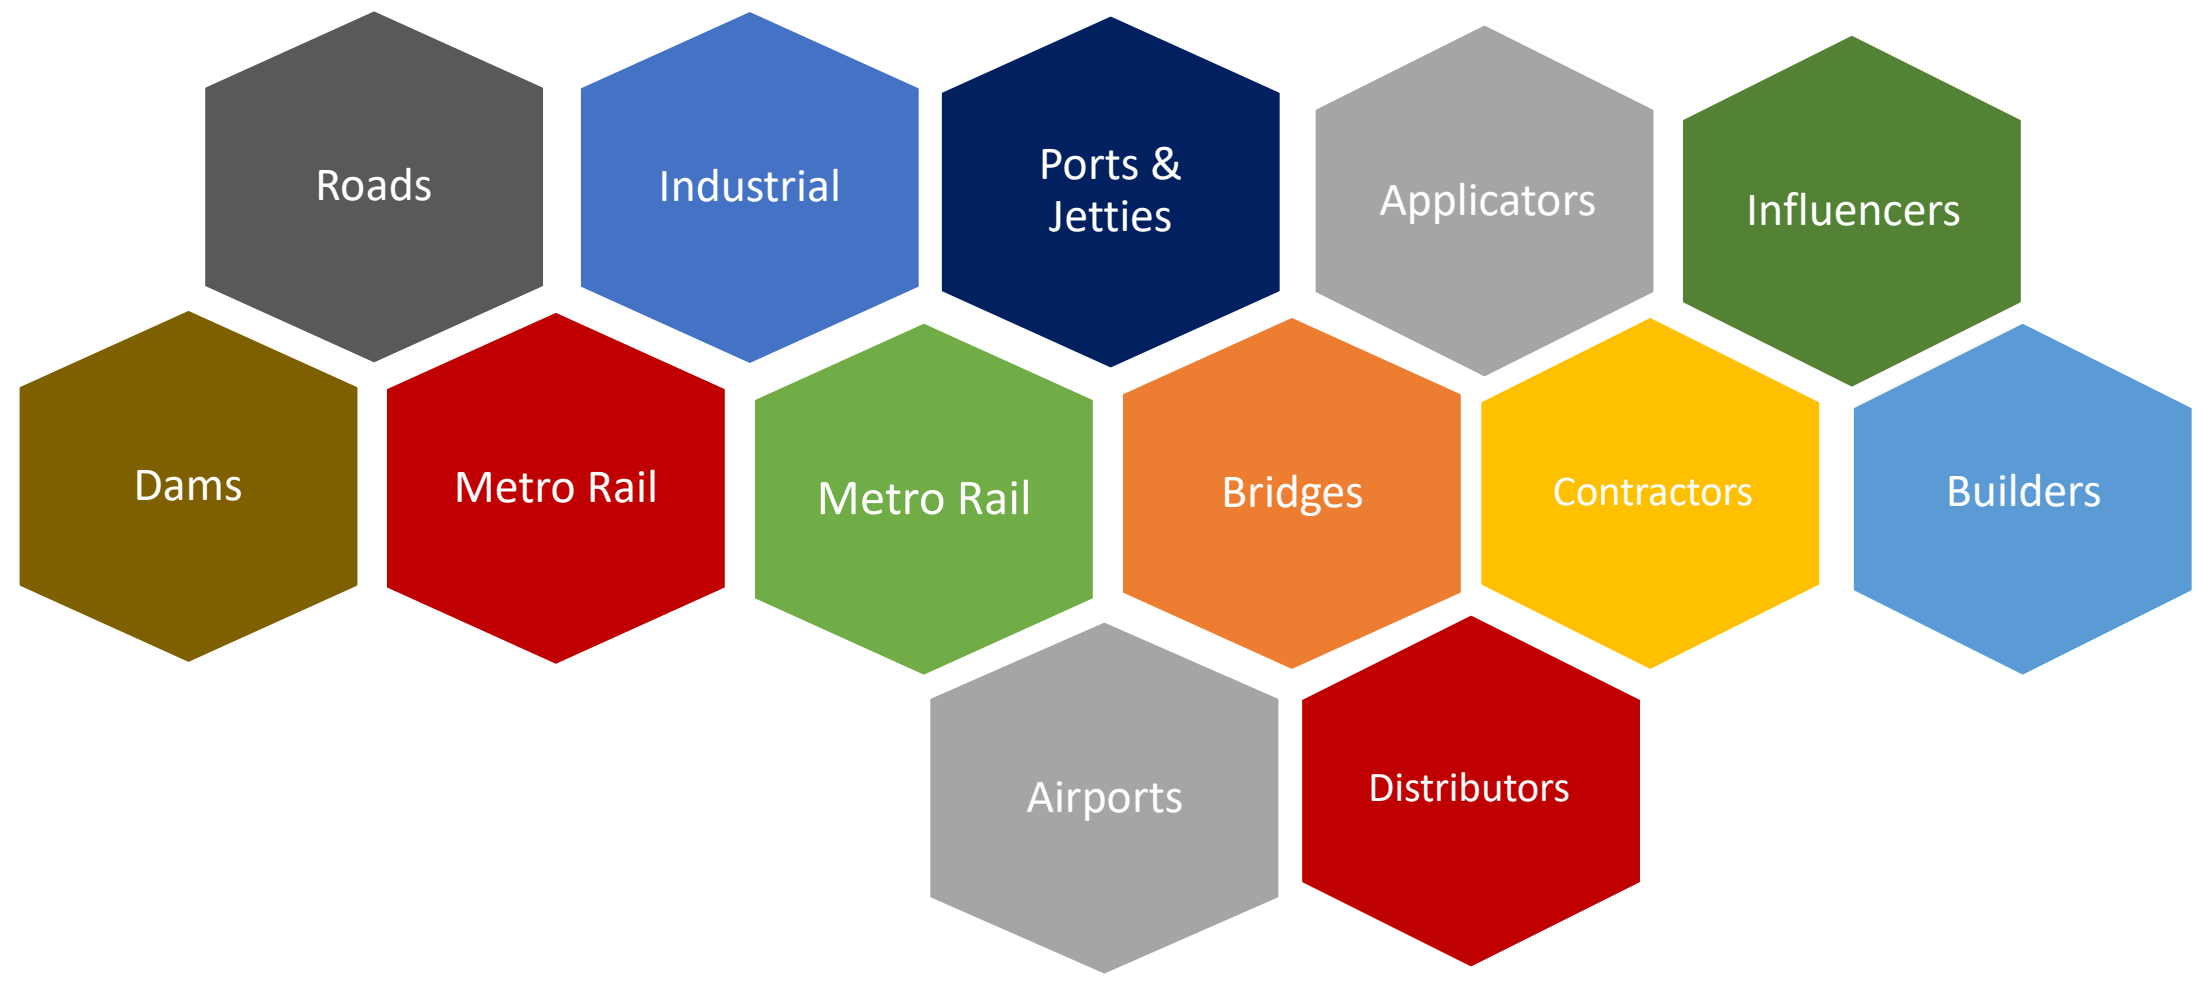 Roads
Industrial
Ports &
Jetties
Applicators
Influencers
Dams
Metro Rail
Metro Rail
Bridges
Contractors
Builders
Airports
Distributors